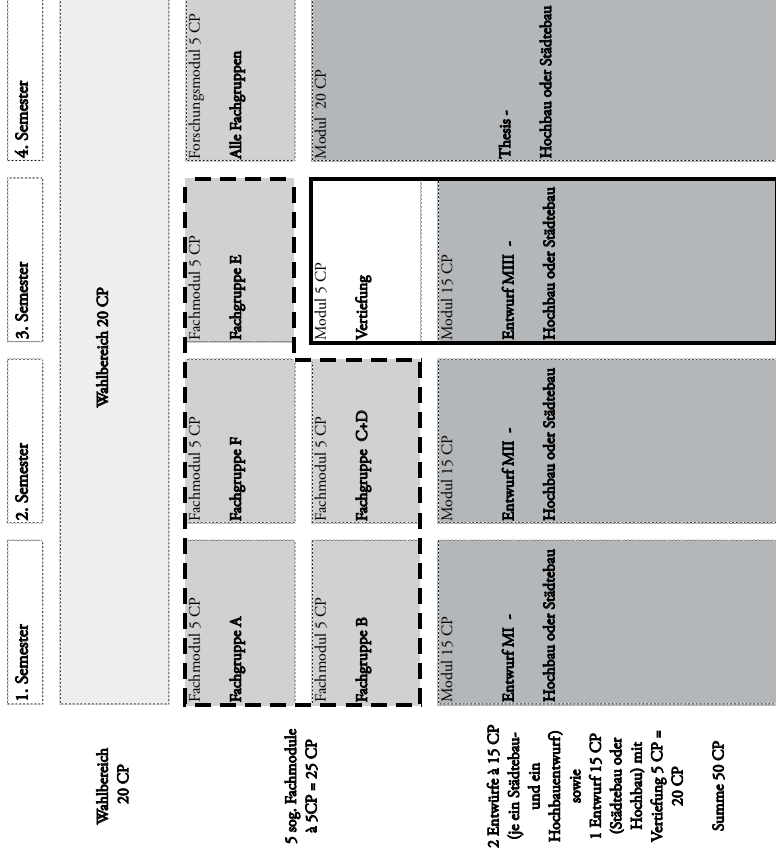 1. Semester
2. Semester
3. Semester
4. Semester
Wahlbereich
20 CP
Wahlbereich 20 CP
5 sog. Fachmodule
à 5CP = 25 CP
Fachmodul 5 CP
Fachgruppe A
Fachmodul 5 CP
Fachgruppe F
Fachmodul 5 CP
Fachgruppe E
Forschungsmodul 5 CP
Alle Fachgruppen
Fachmodul 5 CP
Fachgruppe B
Fachmodul 5 CP
Fachgruppe C+D
Modul 5 CP
Vertiefung
Modul 20 CP
Thesis -
Hochbau oder Städtebau
2 Entwürfe à 15 CP
(je ein Städtebau-
und ein
Hochbauentwurf)
sowie
1 Entwurf 15 CP
(Städtebau oder
Hochbau) mit
Vertiefung 5 CP =
20 CP
Summe 50 CP
Modul 15 CP
Entwurf MI -
Hochbau oder Städtebau
Modul 15 CP
Entwurf MII -
Hochbau oder Städtebau
Modul 15 CP
Entwurf MIII -
Hochbau oder Städtebau